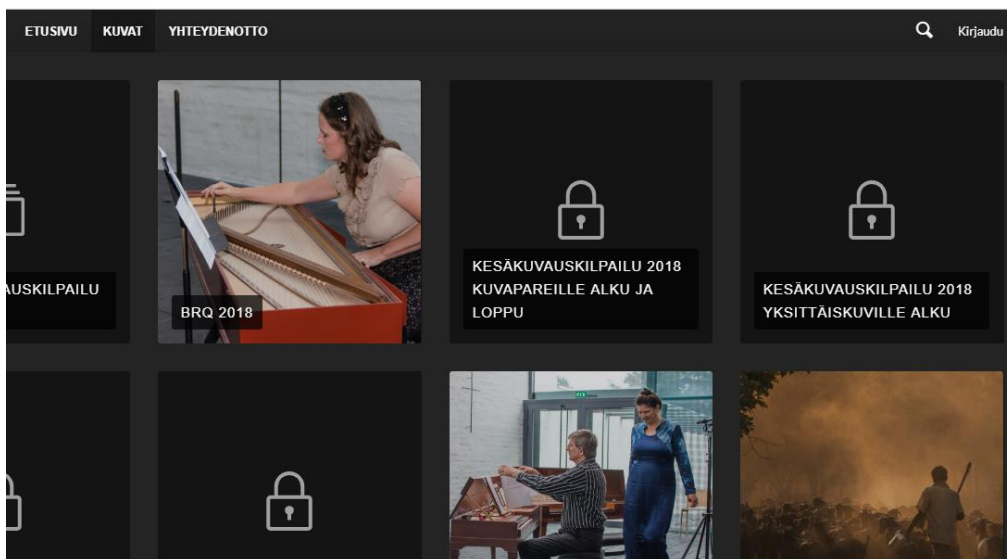 ETUSIVU KUVAT YHTEYDENOTTO Kirjaudu
AUSKILPAILU
BRQ 2018
KESÄKUVAUSKILPAILU 2018
KUVAPAREILLE ALKU JA
LOPPU
KESÄKUVAUSKILPAILU 2018
YKSITTÄISKUVILLE ALKU